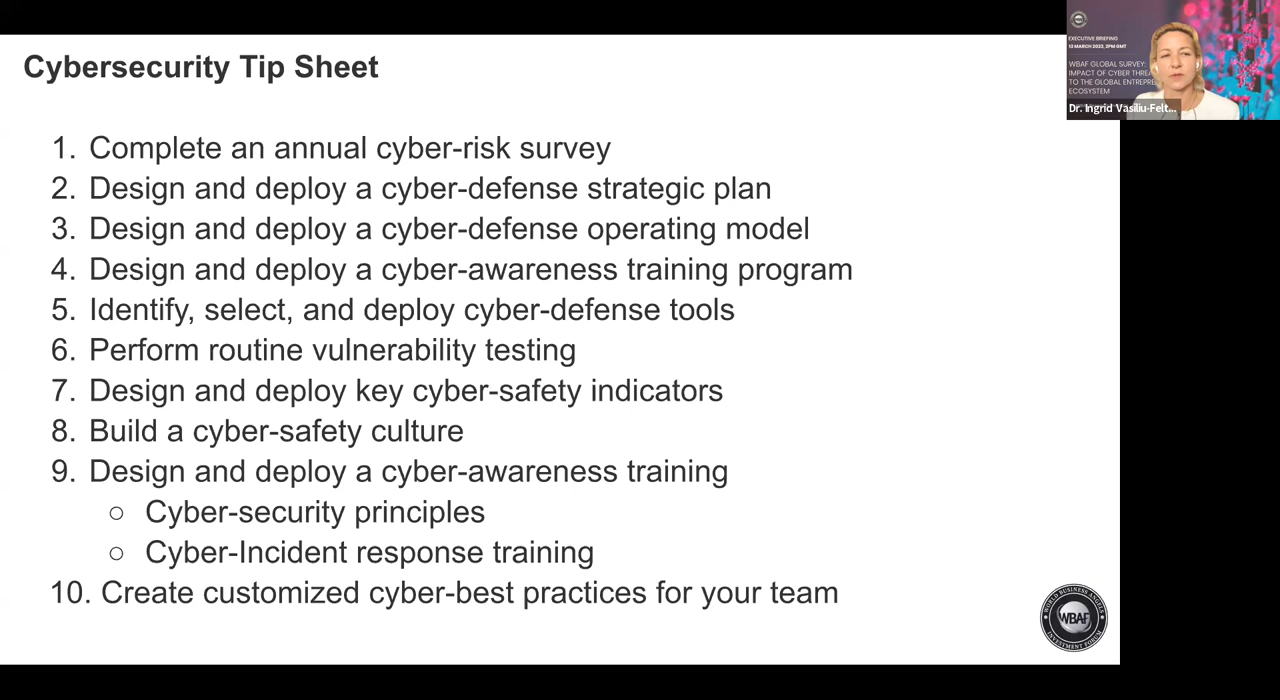 Cybersecurity Tip Sheet
1. Complete an annual cyber-risk survey
2. Design and deploy a cyber-defense strategic plan
3. Design and deploy a cyber-defense operating model
4. Design and deploy a cyber-awareness training program
5. Identify, select, and deploy cyber-defense tools
6. Perform routine vulnerability testing
7. Design and deploy key cyber-safety indicators
8. Build a cyber-safety culture
9. Design and deploy a cyber-awareness training
○ Cyber-security principles
○ Cyber-Incident response training
10. Create customized cyber-best practices for your team
EXECUTIVE BRIEFING
WBAF GLOBAL SURVEY:
IMPACT OF CYBER THREA
TO THE GLOBAL ENTREPRE
ECOSYSTEM
Dr. Ingrid Vasiliu-Felt...
WORLD BUSINESS ANGELS
WBAF
INVESTMENT FORUM